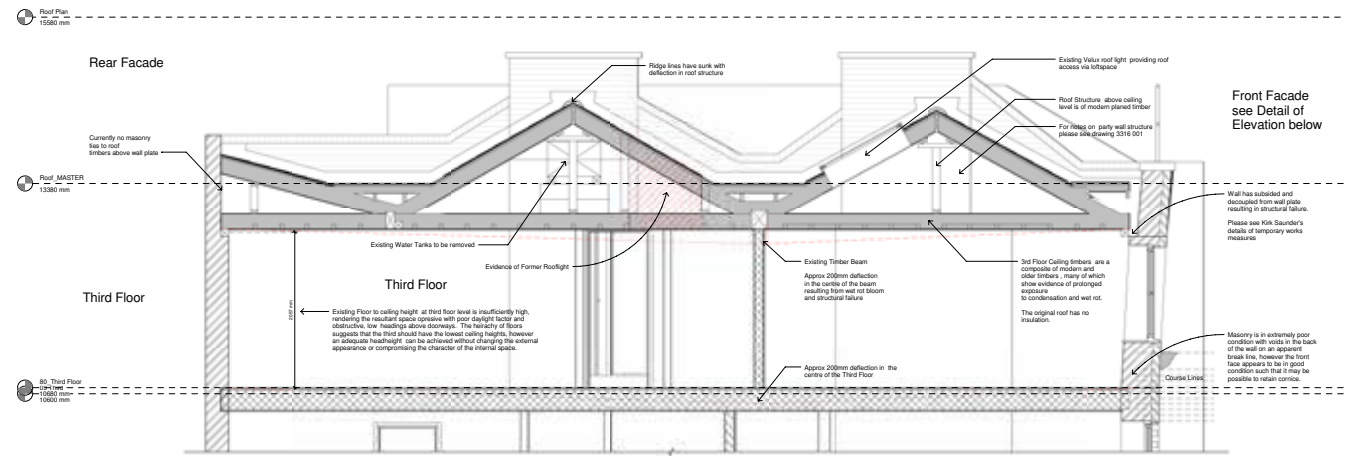 Roof Plan
15580 mm
Rear Facade
Ridge lines have sunk with
deflection in roof structure
Existing Velux roof light providing roof
access via loftspace
Roof Structure above ceiling
level is of modern planed timber
For notes on party wall structure
please see drawing 3316 001
Front Facade
see Detail of
Elevation below
Currently no masonry
ties to roof
timbers above wall plate
Roof_MASTER
13380 mm
Wall has subsided and
decoupled from wall plate
resulting in structural failure.
Please see Kirk Saunder's
details of temporary works
measures
Existing Water Tanks to be removed
Evidence of Former Rooflight
Existing Timber Beam
Approx 200mm deflection
in the centre of the beam
resulting from wet rot bloom
and structural failure
3rd Floor Ceiling timbers are a
composite of modern and
older timbers , many of which
show evidence of prolonged
exposure
to condensation and wet rot.
The original roof has no
insulation.
Third Floor
Third Floor
Existing Floor to ceiling height at third floor level is insufficiently high,
rendering the resultant space opresive with poor daylight factor and
obstructive, low headings above doorways. The heirachy of floors
suggests that the third should have the lowest ceiling heights, however
an adequate headheight can be achieved without changing the external
appearance or compromising the character of the internal space.
Masonry is in extremely poor
condition with voids in the back
of the wall on an apparent
break line, however the front
face appears to be in good
condition such that it may be
possible to retain cornice.
Approx 200mm deflection in the
centre of the Third Floor
Course Lines
80_Third Floor
10680 mm
10600 mm